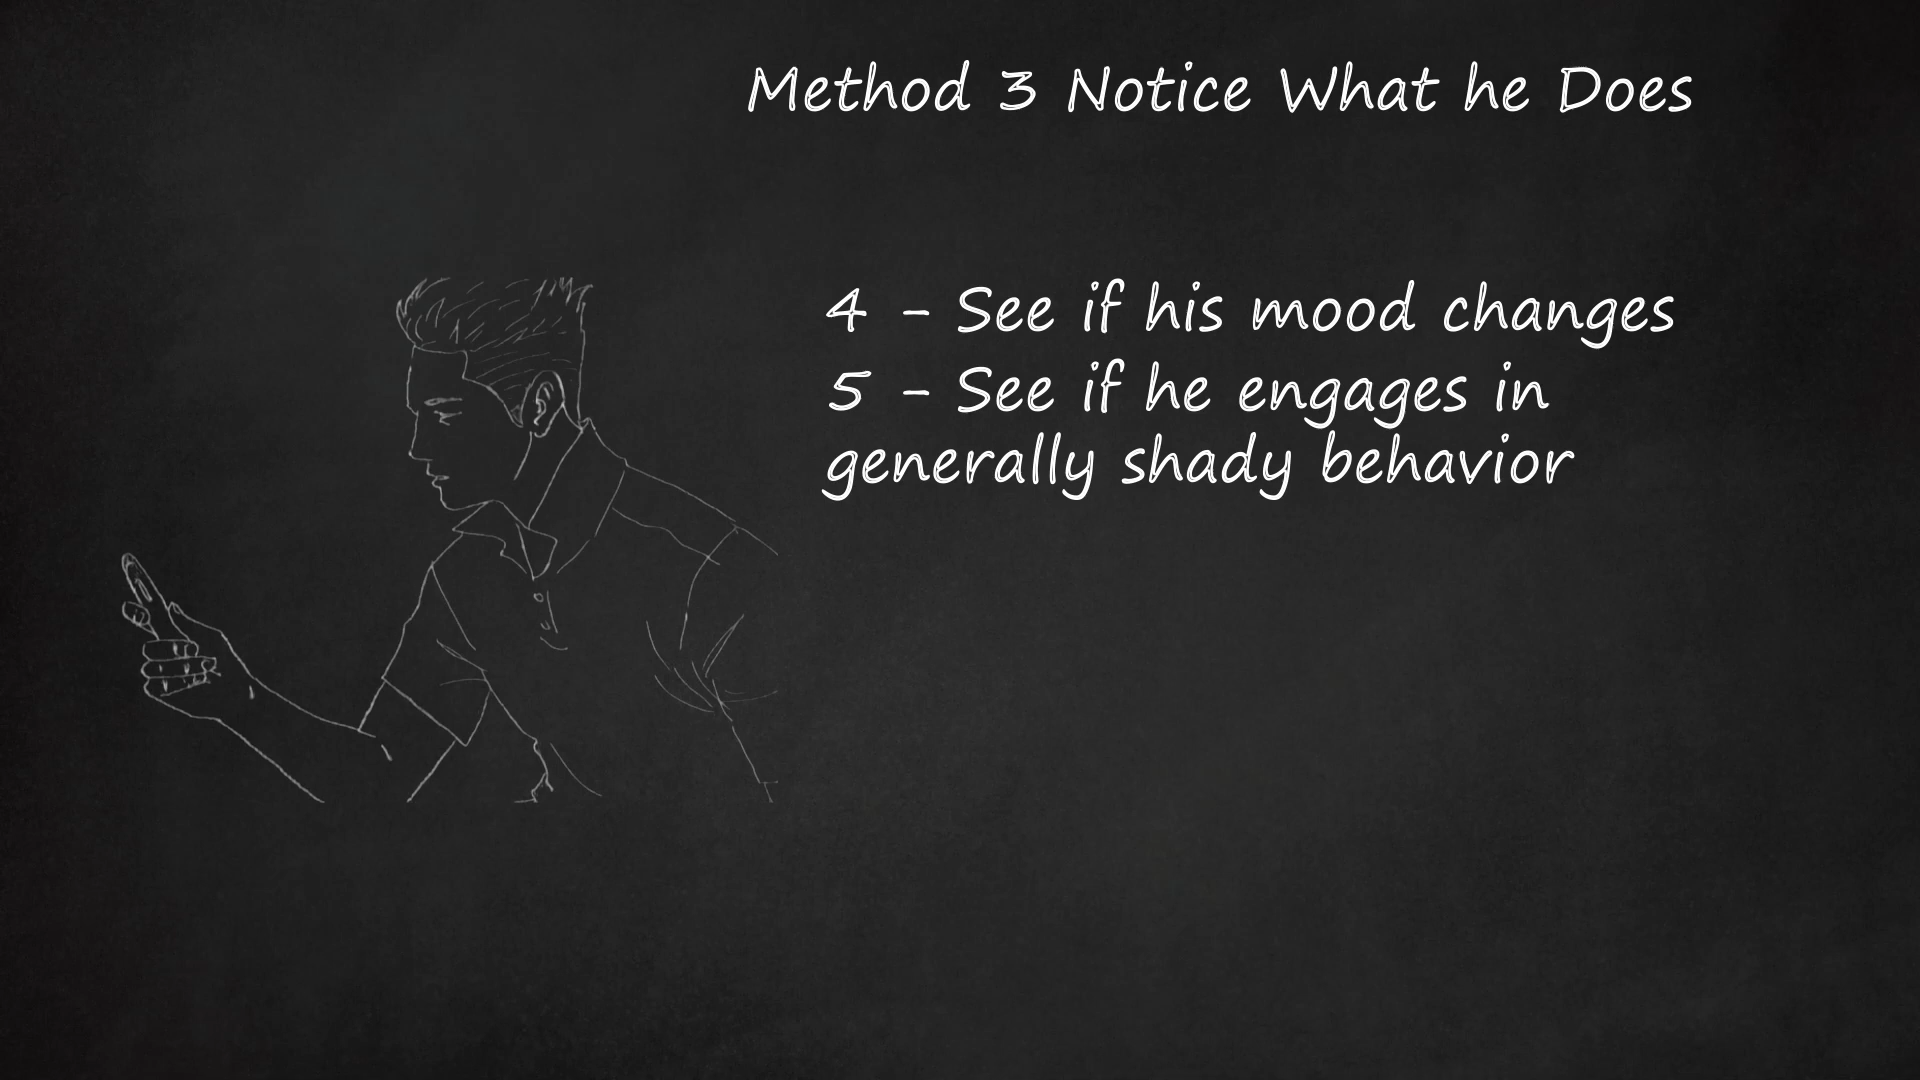 Method 3 Notice What he Does
4 - See if his mood changes
5 - See if he engages in
generally shady behavior